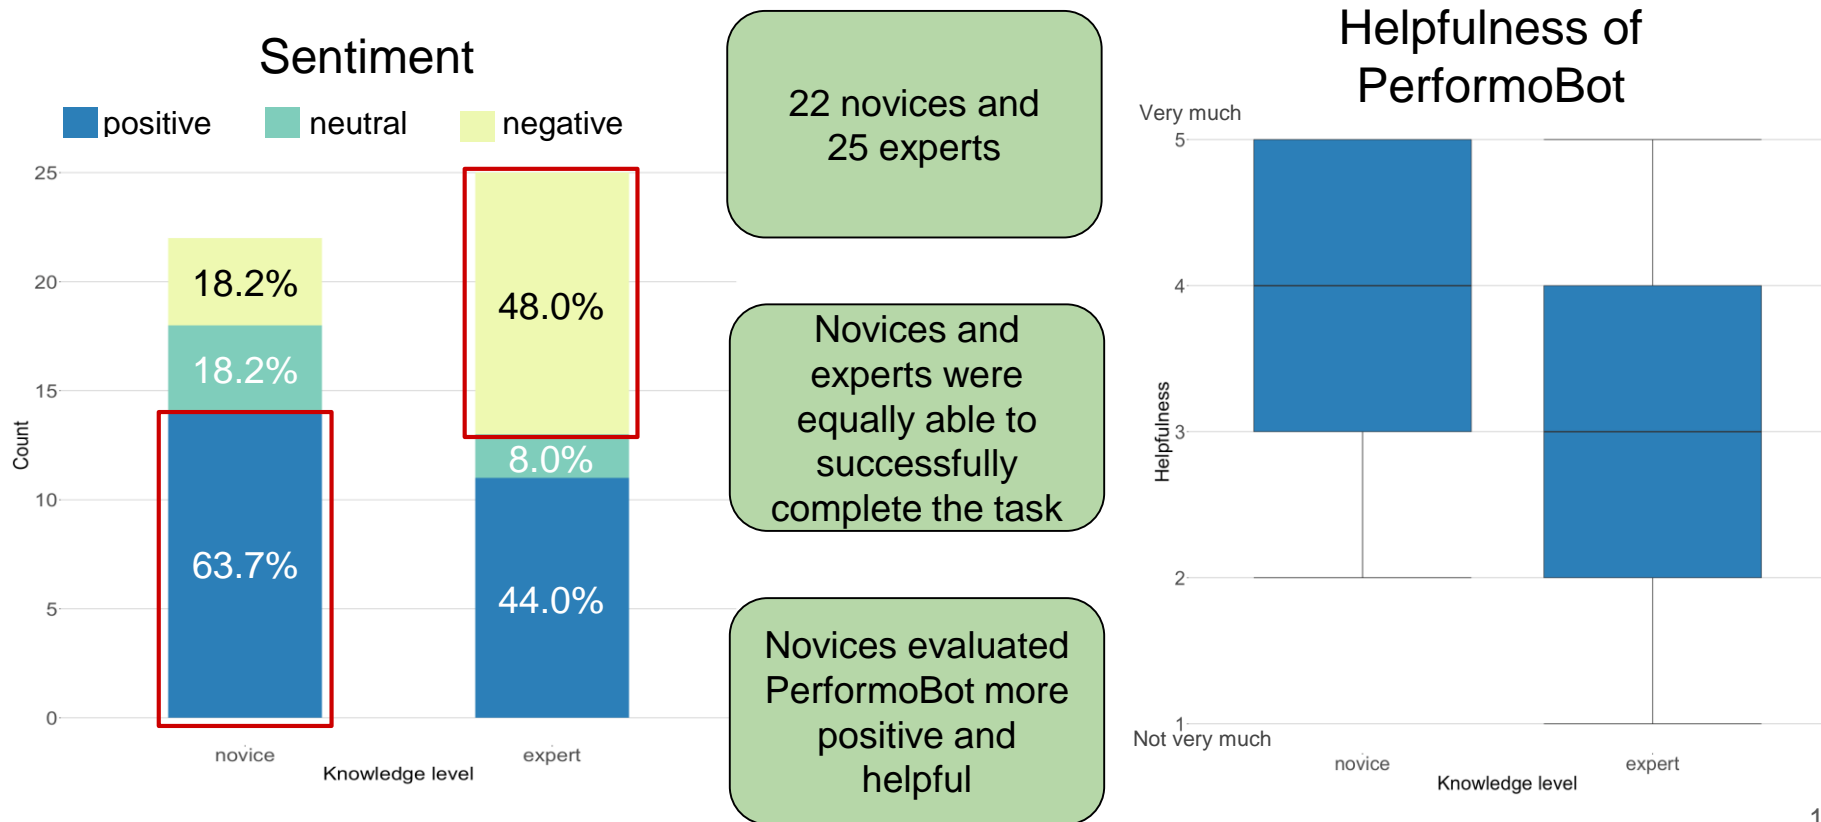 Sentiment
positive
neutral
negative
25
20
15
10
5
0
Count
18.2%
18.2%
63.7%
48.0%
8.0%
44.0%
novice
expert
Knowledge level
22 novices and
25 experts
Novices and
experts were
equally able to
successfully
complete the task
Novices evaluated
PerformoBot more
positive and
helpful
Helpfulness of
PerformoBot
Very much
5
4
3
2
1
Not very much
Helpfulness
novice
expert
Knowledge level
1